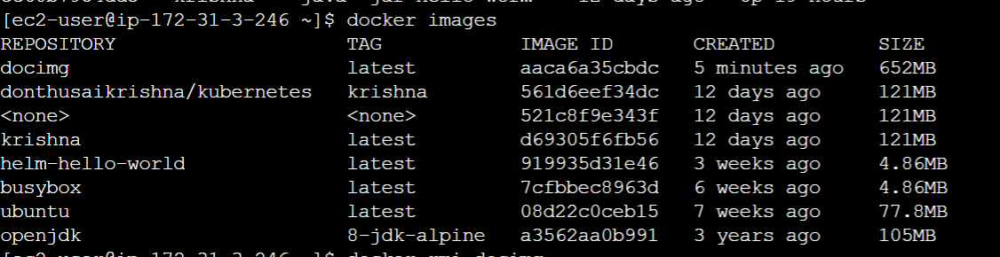 [ec2-user@ip-172-31-3-246 ~]$ docker images
REPOSITORY TAG IMAGE ID CREATED SIZE
docimg latest aaca6a35cbdc 5 minutes ago 652MB
donthusaikrishna/kubernetes krishna 561d6eef34dc 12 days ago 121MB
<none> <none> 521c8f9e343f 12 days ago 121MB
krishna latest d69305f6fb56 12 days ago 121MB
helm-hello-world latest 919935d31e46 3 weeks ago 4.86MB
busybox latest 7cfbbec8963d 6 weeks ago 4.86MB
ubuntu latest 08d22c0ceb15 7 weeks ago 77.8MB
openjdk 8-jdk-alpine a3562aa0b991 3 years ago 105MB
[ec2-user@ip-172-31-3-246 ~]$ docker rmi docimg